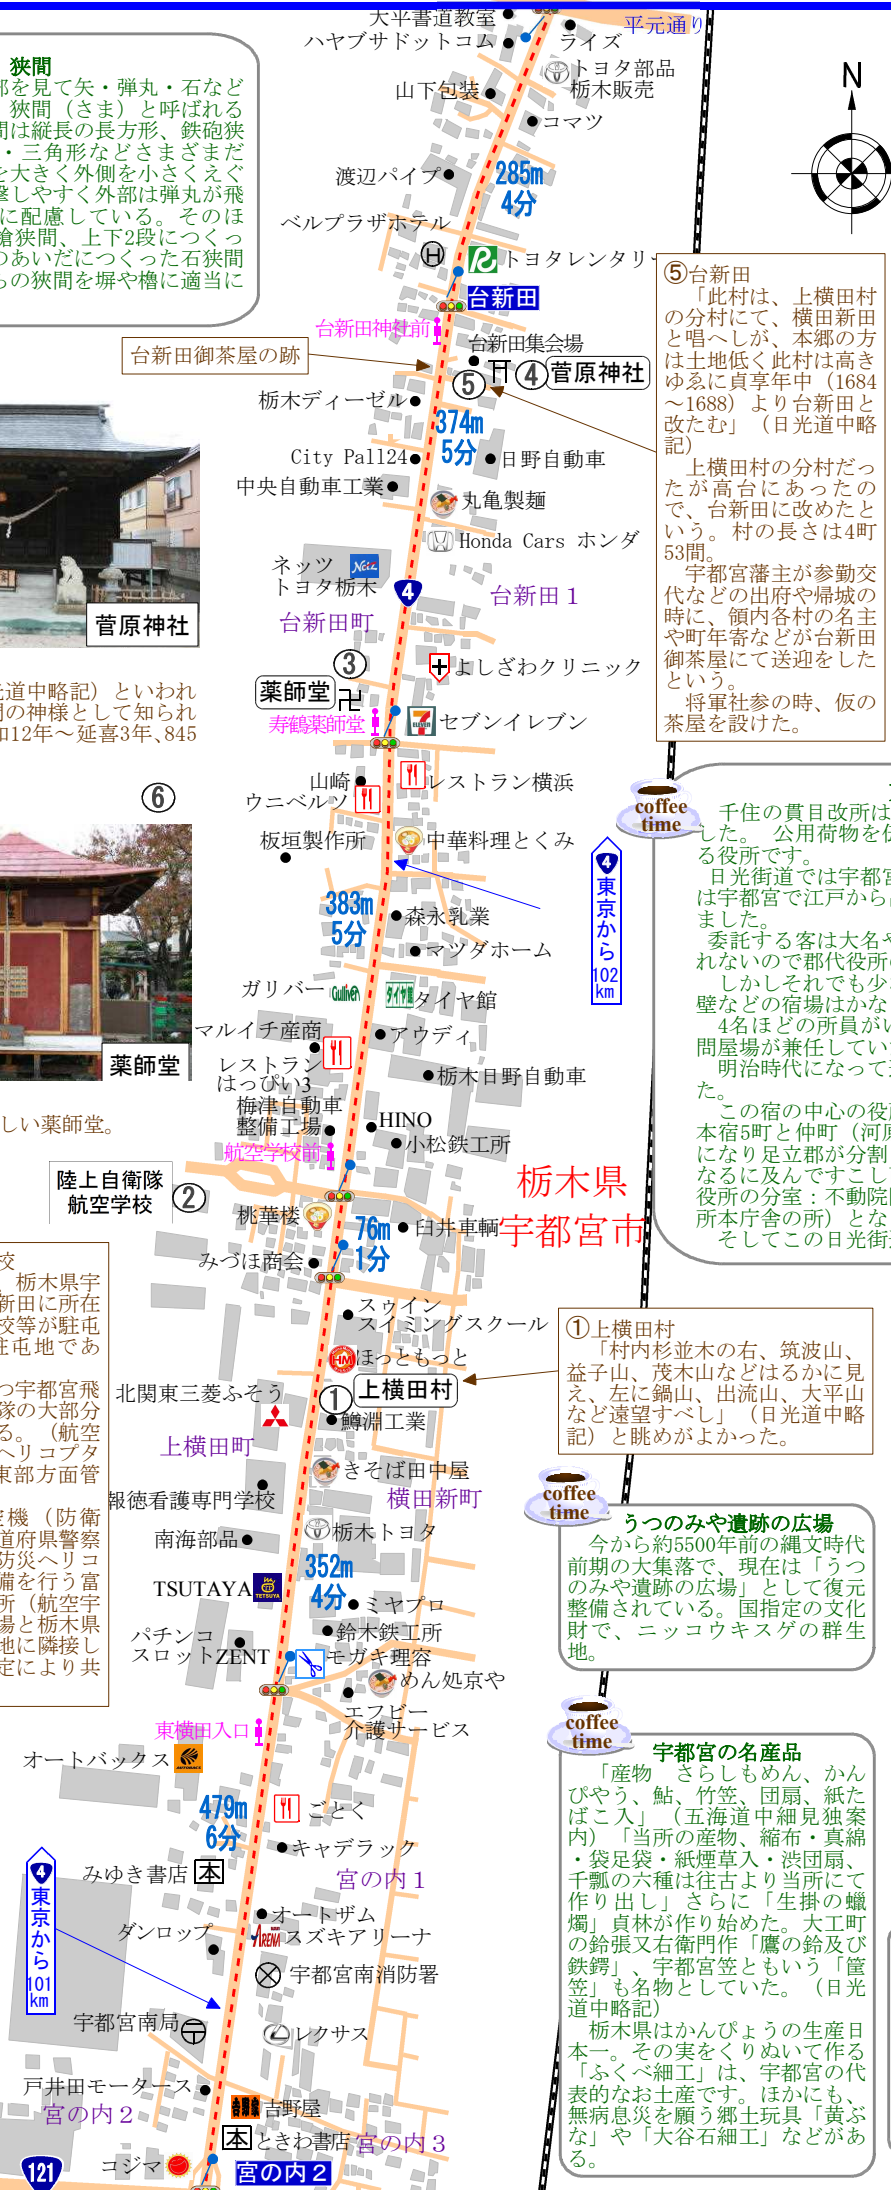 大平書道教室
ハヤブサドットコム
ライズ
平元通り
トヨタ部品
栃木販売
山下包装
コマツ
N
渡辺パイプ
285m
4分
ベルプラザホテル
H
トヨタレンタリー
台新田
台新田神社前
台新田集会場
台新田御茶屋の跡
⑤
④
菅原神社
栃木ディーゼル
374m
5分
City Pall24
日野自動車
中央自動車工業
丸亀製麺
Honda Cars ホンダ
ネッツ
トヨタ栃木
Netz
4
台新田1
台新田町
③
よしざわクリニック
薬師堂
寿鶴薬師堂
セブンイレブン
山崎
ウニベルツ
レストラン横浜
板垣製作所
中華料理とくみ
383m
5分
森永乳業
マツダホーム
ガリバー
Gulliver
タイヤ館
タイヤ館
マルイチ産商
アウディ
レストラン
はっぴい3
栃木日野自動車
梅津自動車
整備工場
HINO
小松鉄工所
航空学校前
陸上自衛隊
航空学校
②
栃木県
宇都宮市
桃華楼
76m
1分
臼井車輌
みづほ商会
スゥイン
スイミングスクール
HM
ほっともっと
北関東三菱ふそう
①
上横田村
鱒淵工業
上横田町
きそば田中屋
報徳看護専門学校
横田新町
南海部品
栃木トヨタ
352m
4分
TSUTAYA
TETSUYA
ミヤプロ
パチンコ
スロットZENT
鈴木鉄工所
モガキ理容
めん処京や
エフピー
介護サービス
東横田入口
オートバックス
AUTOBACS
479m
6分
ごとく
キャデラック
みゆき書店
本
宮の内1
オートザム
ダンロップ
ARENA
スズキアリーナ
宇都宮南消防署
宇都宮南局
レクサス
戸井田モータース
宮の内2
吉野家
吉野屋
本
ときわ書店
宮の内3
コジマ
宮の内2
121
4
東京から
102
km
4
東京から
101
km
狭間
部を見て矢・弾丸・石など
狭間（さま）と呼ばれる
間は縦長の長方形、鉄砲狭
・三角形などさまざまだ
を大きく外側を小さくえぐ
撃しやすく外部は弾丸が飛
に配慮している。そのほ
槍狭間、上下2段につくっ
のあいだにつくった石狭間
らの狭間を塀や櫓に適当に
菅原神社
光道中略記）といわれ
問の神様として知られ
和12年～延喜3年、845
⑥
薬師堂
しい薬師堂。
校
栃木県宇
新田に所在
校等が駐屯
駐屯地であ
つ宇都宮飛
隊の大部分
る。（航空
ヘリコプタ
東部方面管
空機（防衛
道府県警察
防災ヘリコ
備を行う富
所（航空宇
場と栃木県
地に隣接し
定により共
⑤台新田
「此村は、上横田村
の分村にて、横田新田
と唱へしが、本郷の方
は土地低く此村は高き
ゆゑに貞享年中（1684
～1688）より台新田と
改たむ」（日光道中略
記）
上横田村の分村だっ
たが高台にあったの
で、台新田に改めたと
いう。村の長さは4町
53間。
宇都宮藩主が参勤交
代などの出府や帰城の
時に、領内各村の名主
や町年寄などが台新田
御茶屋にて送迎をした
という。
将軍社参の時、仮の
茶屋を設けた。
coffee
time
千住の貫目改所は
した。　公用荷物を
る役所です。
日光街道では宇都宮
は宇都宮で江戸から
ました。
委託する客は大名や
れないので郡代役所の
しかしそれでも少
壁などの宿場はかな
4名ほどの所員がい
問屋場が兼任してい
明治時代になって
た。
この宿の中心の役所
本宿5町と仲町（河原
になり足立郡が分割
なるに及んですこし
役所の分室：不動院
所本庁舎の所）とな
そしてこの日光街道
①上横田村
「村内杉並木の右、筑波山、
益子山、茂木山などはるかに見
え、左に鍋山、出流山、大平山
など遠望すべし」（日光道中略
記）と眺めがよかった。
coffee
time
うつのみや遺跡の広場
今から約5500年前の縄文時代
前期の大集落で、現在は「うつ
のみや遺跡の広場」として復元
整備されている。国指定の文化
財で、ニッコウキスゲの群生
地。
coffee
time
宇都宮の名産品
「産物　さらしもめん、かん
ぴやう、鮎、竹笠、団扇、紙た
ばこ入」（五海道中細見独案
内）「当所の産物、縮布・真綿
・袋足袋・紙煙草入・渋団扇、
千瓢の六種は往古より当所にて
作り出し」さらに「生掛の蠟
燭」貞林が作り始めた。大工町
の鈴張又右衛門作「鷹の鈴及び
鉄鍔」、宇都宮笠ともいう「篚
笠」も名物としていた。（日光
道中略記）
栃木県はかんぴょうの生産日
本一。その実をくりぬいて作る
「ふくべ細工」は、宇都宮の代
表的なお土産です。ほかにも、
無病息災を願う郷土玩具「黄ぶ
な」や「大谷石細工」などがあ
る。